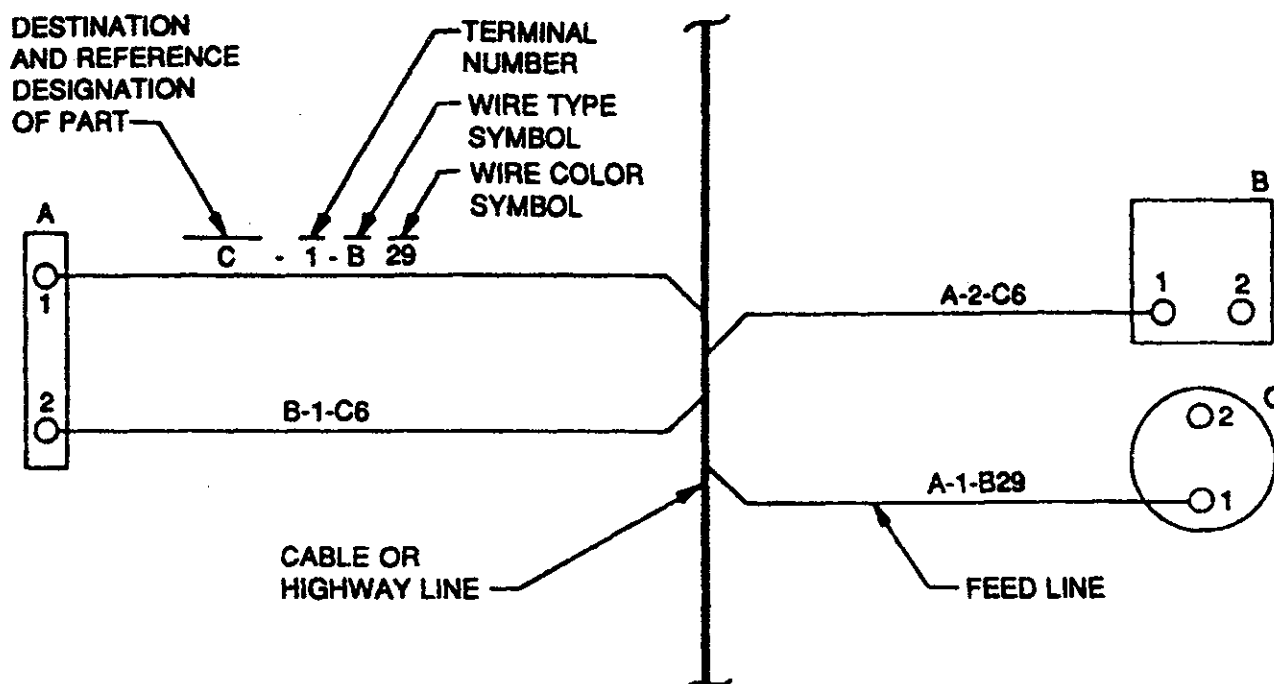 DESTINATION
AND REFERENCE
DESIGNATION
OF PART
TERMINAL
NUMBER
WIRE TYPE
SYMBOL
WIRE COLOR
SYMBOL
A
C - 1 - B 29
1
2
B-1-C6
B
A-2-C6
1 2
2
A-1-B29
1
CABLE OR
HIGHWAY LINE
FEED LINE